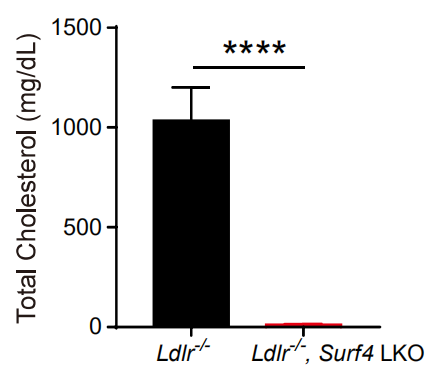 1500
1000
500
0
Total Cholesterol (mg/dL)
****
Ldlr-/-
Ldlr-/-, Surf4 LKO